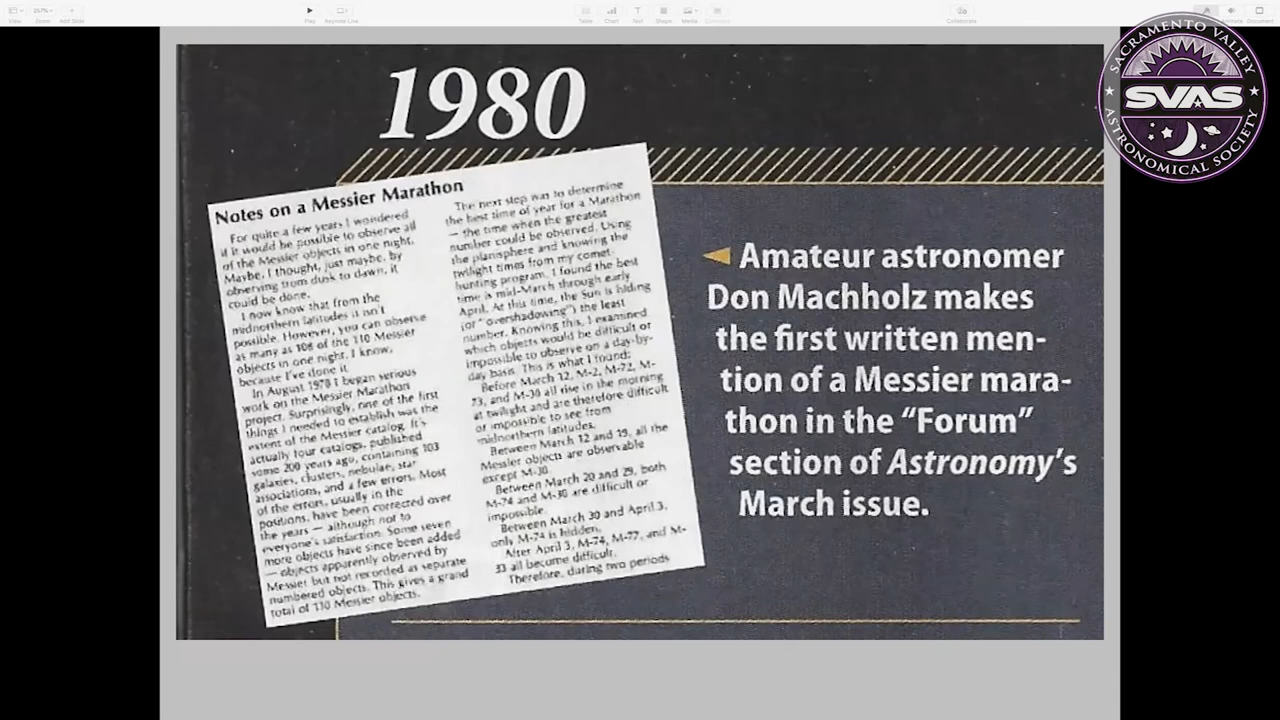 View
Zoom
Add Slide
Play
Keynote Live
Table
Chart
Text
Shape
Media
Comment
Collaborate
Animate
Document
SACRAMENTO VALLEY
SVAS
ASTRONOMICAL SOCIETY
1980
Notes on a Messier Marathon
For quite a few years I wondered
if it would be possible to observe all
of the Messier objects in one night.
Maybe, I thought, just maybe, by
observing from dusk to dawn, it
could be done.
I now know that from the
midnorthern latitudes it isn't
possible. However, you can observe
as many as 108 of the 110 Messier
objects in one night. I know,
because I've done it.
In August 1978 I began serious
work on the Messier Marathon
project. Surprisingly, one of the first
things I needed to establish was the
extent of the Messier catalog. It's
actually four catalogs, published
some 200 years ago, containing 103
galaxies, clusters, nebulae, star
associations, and a few errors. Most
of the errors, usually in the
positions, have been corrected over
the years — although not to
everyone's satisfaction. Some seven
more objects have since been added
— objects apparently observed by
Messier but not recorded as separate
numbered objects. This gives a grand
total of 110 Messier objects.
The next step was to determine
the best time of year for a Marathon
— the time when the greatest
number could be observed. Using
the planisphere and knowing the
twilight times from my comet-
hunting program, I found the best
time is mid-March through early
April. At this time, the Sun is hiding
(or "overshadowing") the least
number. Knowing this, I examined
which objects would be difficult or
impossible to observe on a day-by-
day basis. This is what I found:
Before March 12, M-2, M-72, M-
73, and M-30 all rise in the morning
at twilight and are therefore difficult
or impossible to see from
midnorthern latitudes.
Between March 12 and 19, all the
Messier objects are observable
except M-30.
Between March 20 and 29, both
M-74 and M-30 are difficult or
impossible.
Between March 30 and April 3,
only M-74 is hidden.
After April 3, M-74, M-77, and M-
33 all become difficult.
Therefore, during two periods
Amateur astronomer
Don Machholz makes
the first written men-
tion of a Messier mara-
thon in the “Forum”
section of Astronomy's
March issue.